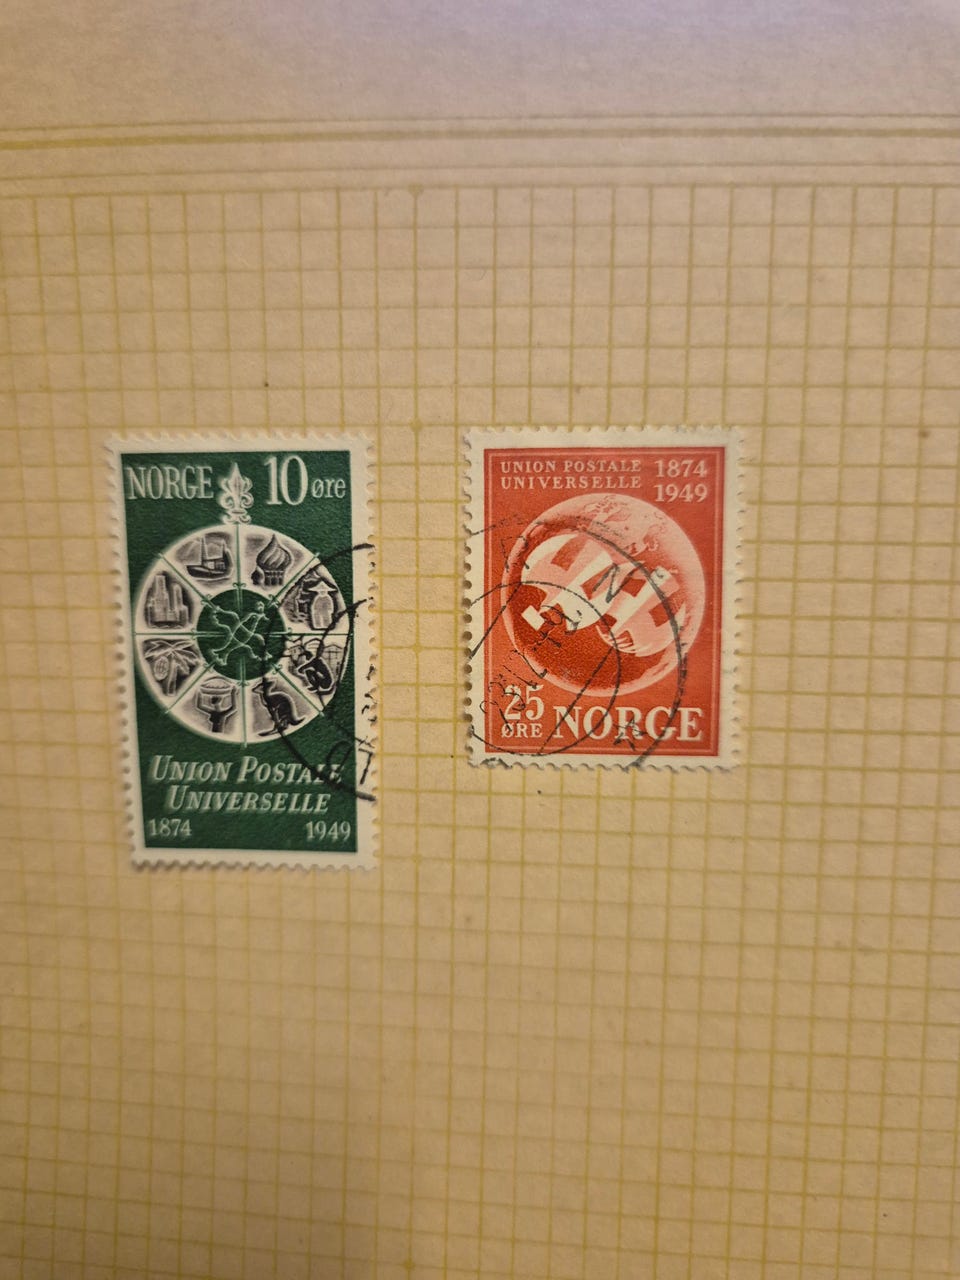 NORGE 10 øre
UNION POSTALE
UNIVERSELLE
1874 1949
UNION POSTALE 1874
UNIVERSELLE 1949
25
ØRE NORGE